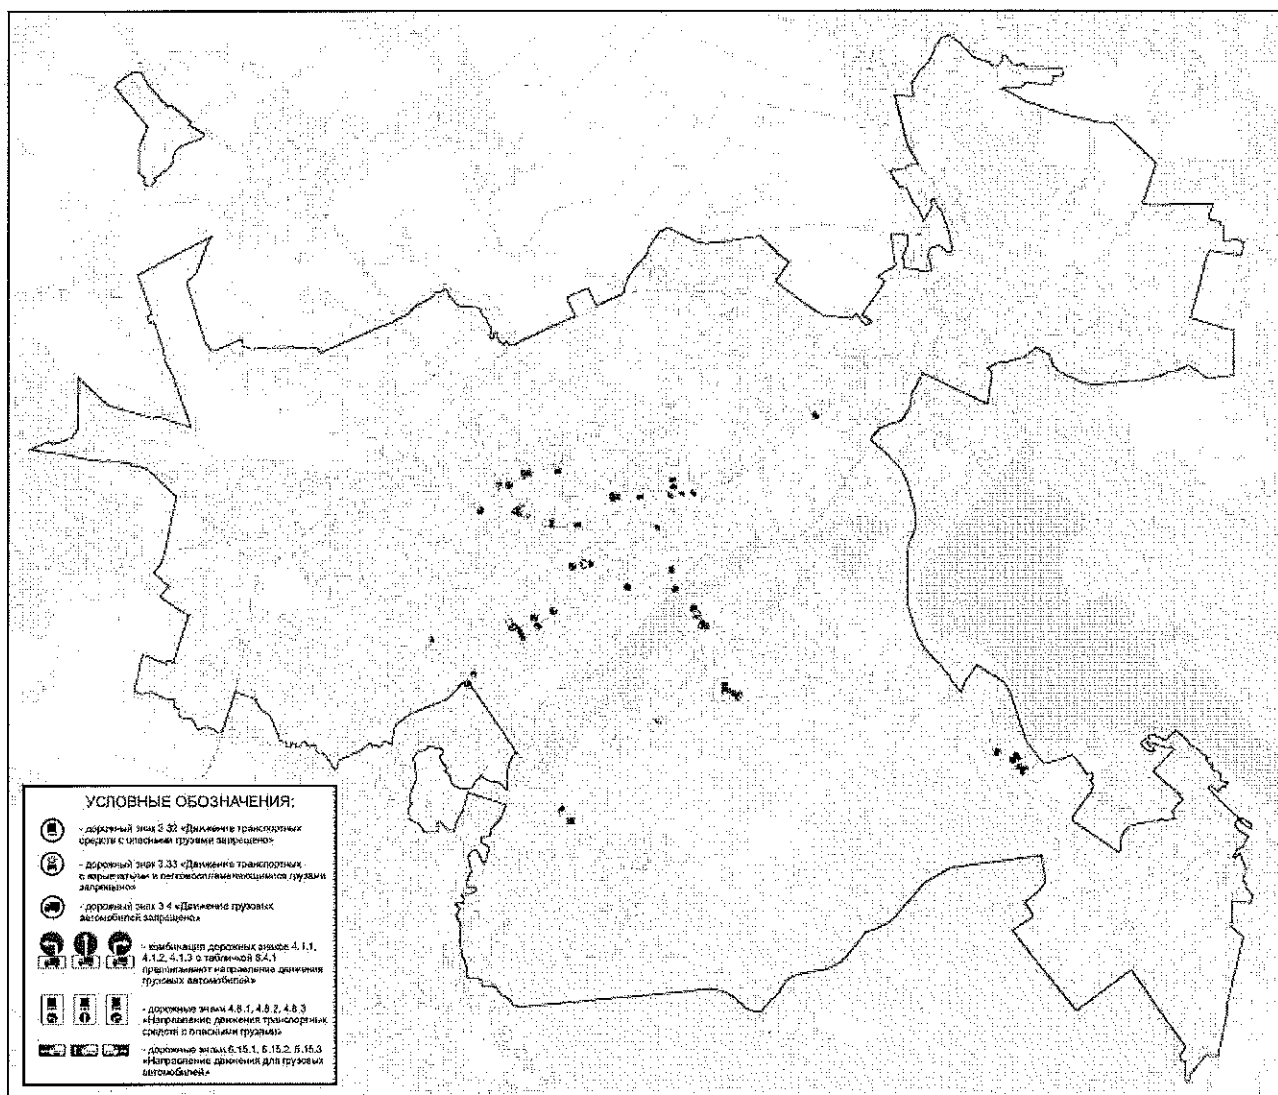 УСЛОВНЫЕ ОБОЗНАЧЕНИЯ:
- дорожный знак 3.32 «Движение транспортных
средств с опасными грузами запрещено»
- дорожный знак 3.33 «Движение транспортных
с взрывчатыми и легковоспламеняющимися грузами
запрещено»
- дорожный знак 3.4 «Движение грузовых
автомобилей запрещено»
- комбинация дорожных знаков 4.1.1,
4.1.2, 4.1.3 с табличкой 8.4.1
предписывают направление движения
грузовых автомобилей»
- дорожные знаки 4.8.1, 4.8.2, 4.8.3
«Направление движения транспортных
средств с опасными грузами»
- дорожные знаки 6.15.1, 6.15.2, 6.15.3
«Направление движения для грузовых
автомобилей»